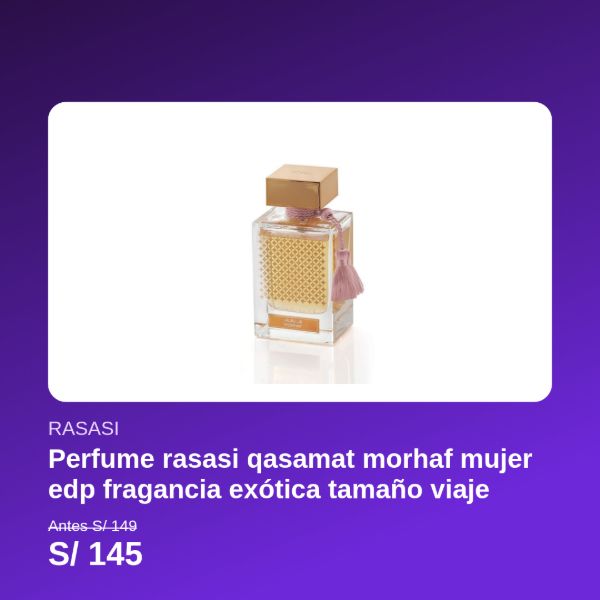 RASASI
Perfume rasasi qasamat morhaf mujer
edp fragancia exótica tamaño viaje
Antes S/ 149
S/ 145